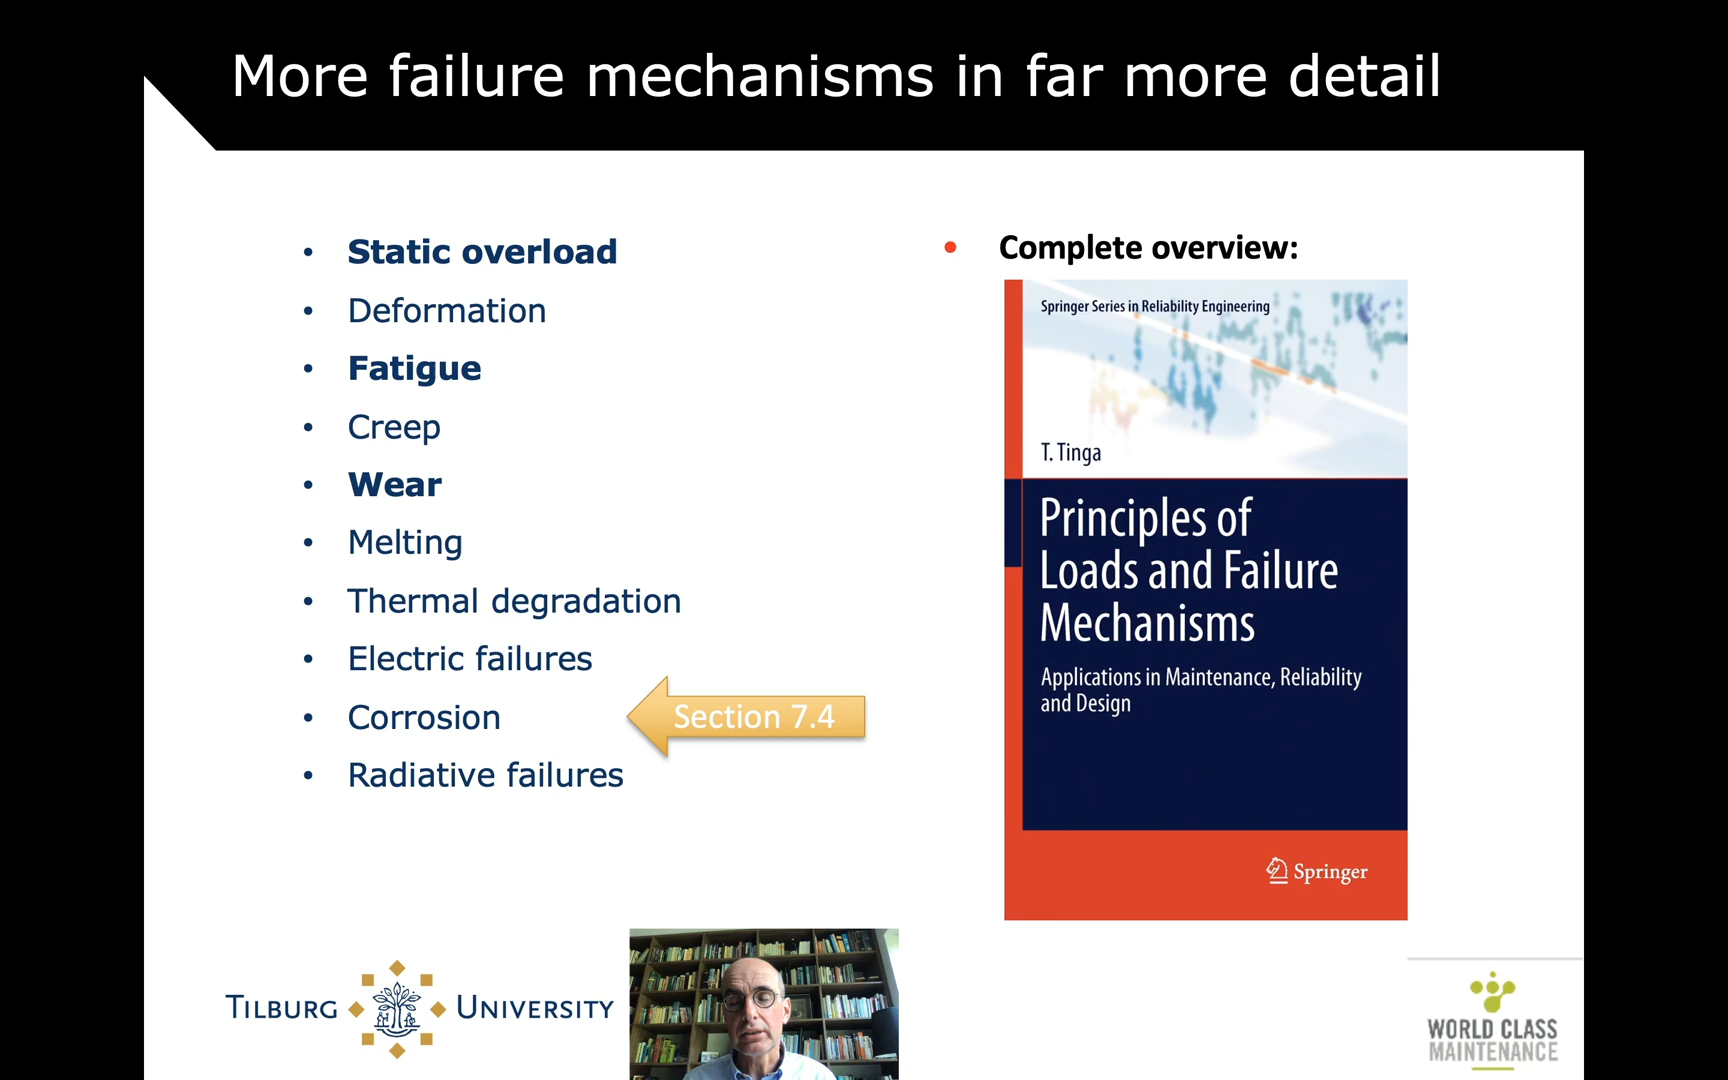 More failure mechanisms in far more detail
• Static overload
• Deformation
• Fatigue
• Creep
• Wear
• Melting
• Thermal degradation
• Electric failures
• Corrosion
Section 7.4
• Radiative failures
• Complete overview:
Springer Series in Reliability Engineering
T. Tinga
Principles of
Loads and Failure
Mechanisms
Applications in Maintenance, Reliability
and Design
Springer
TILBURG UNIVERSITY
WORLD CLASS
MAINTENANCE